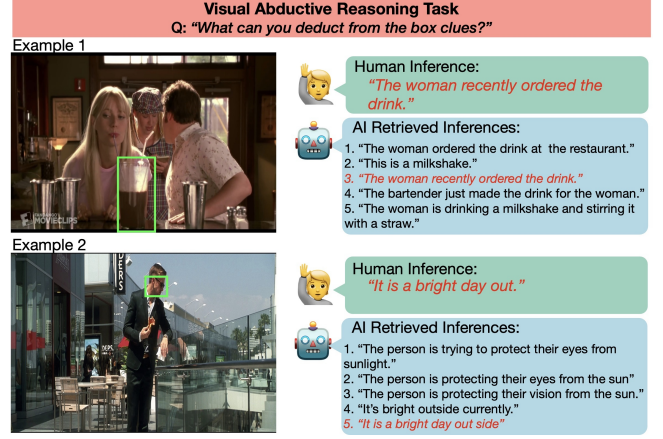 Visual Abductive Reasoning Task
Q: “What can you deduct from the box clues?”
Example 1
Human Inference:
“The woman recently ordered the
drink.”
AI Retrieved Inferences:
1. “The woman ordered the drink at the restaurant.”
2. “This is a milkshake.”
3. “The woman recently ordered the drink.”
4. “The bartender just made the drink for the woman.”
5. “The woman is drinking a milkshake and stirring it
with a straw.”
MOVIECLIPS
Example 2
DERS
Human Inference:
“It is a bright day out.”
AI Retrieved Inferences:
1. “The person is trying to protect their eyes from
sunlight.”
2. “The person is protecting their eyes from the sun”
3. “The person is protecting their vision from the sun.”
4. “It’s bright outside currently.”
5. “It is a bright day out side”